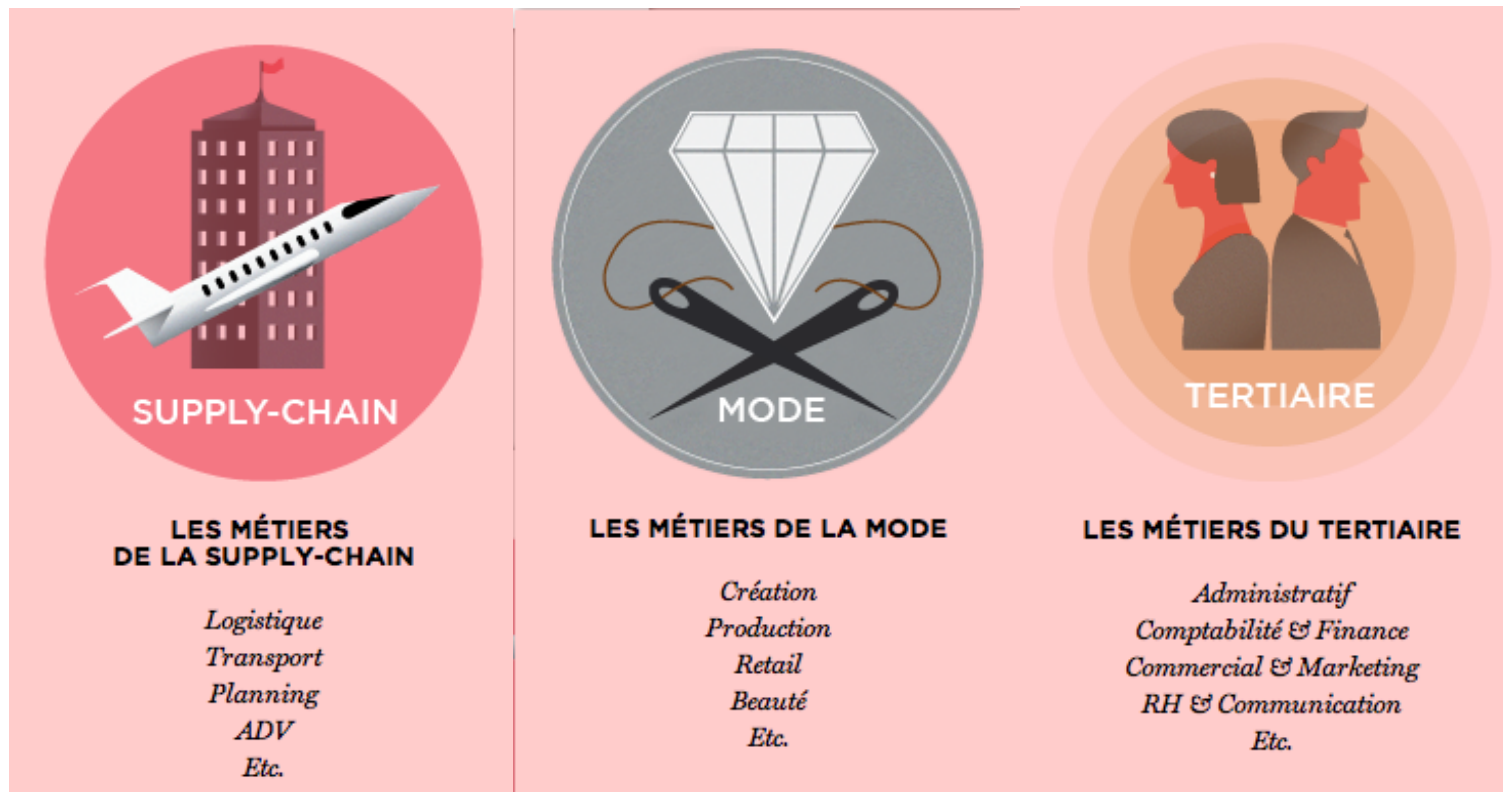 SUPPLY-CHAIN
LES MÉTIERS
DE LA SUPPLY-CHAIN
Logistique
Transport
Planning
ADV
Etc.
MODE
LES MÉTIERS DE LA MODE
Création
Production
Retail
Beauté
Etc.
TERTIAIRE
LES MÉTIERS DU TERTIAIRE
Administratif
Comptabilité & Finance
Commercial & Marketing
RH & Communication
Etc.